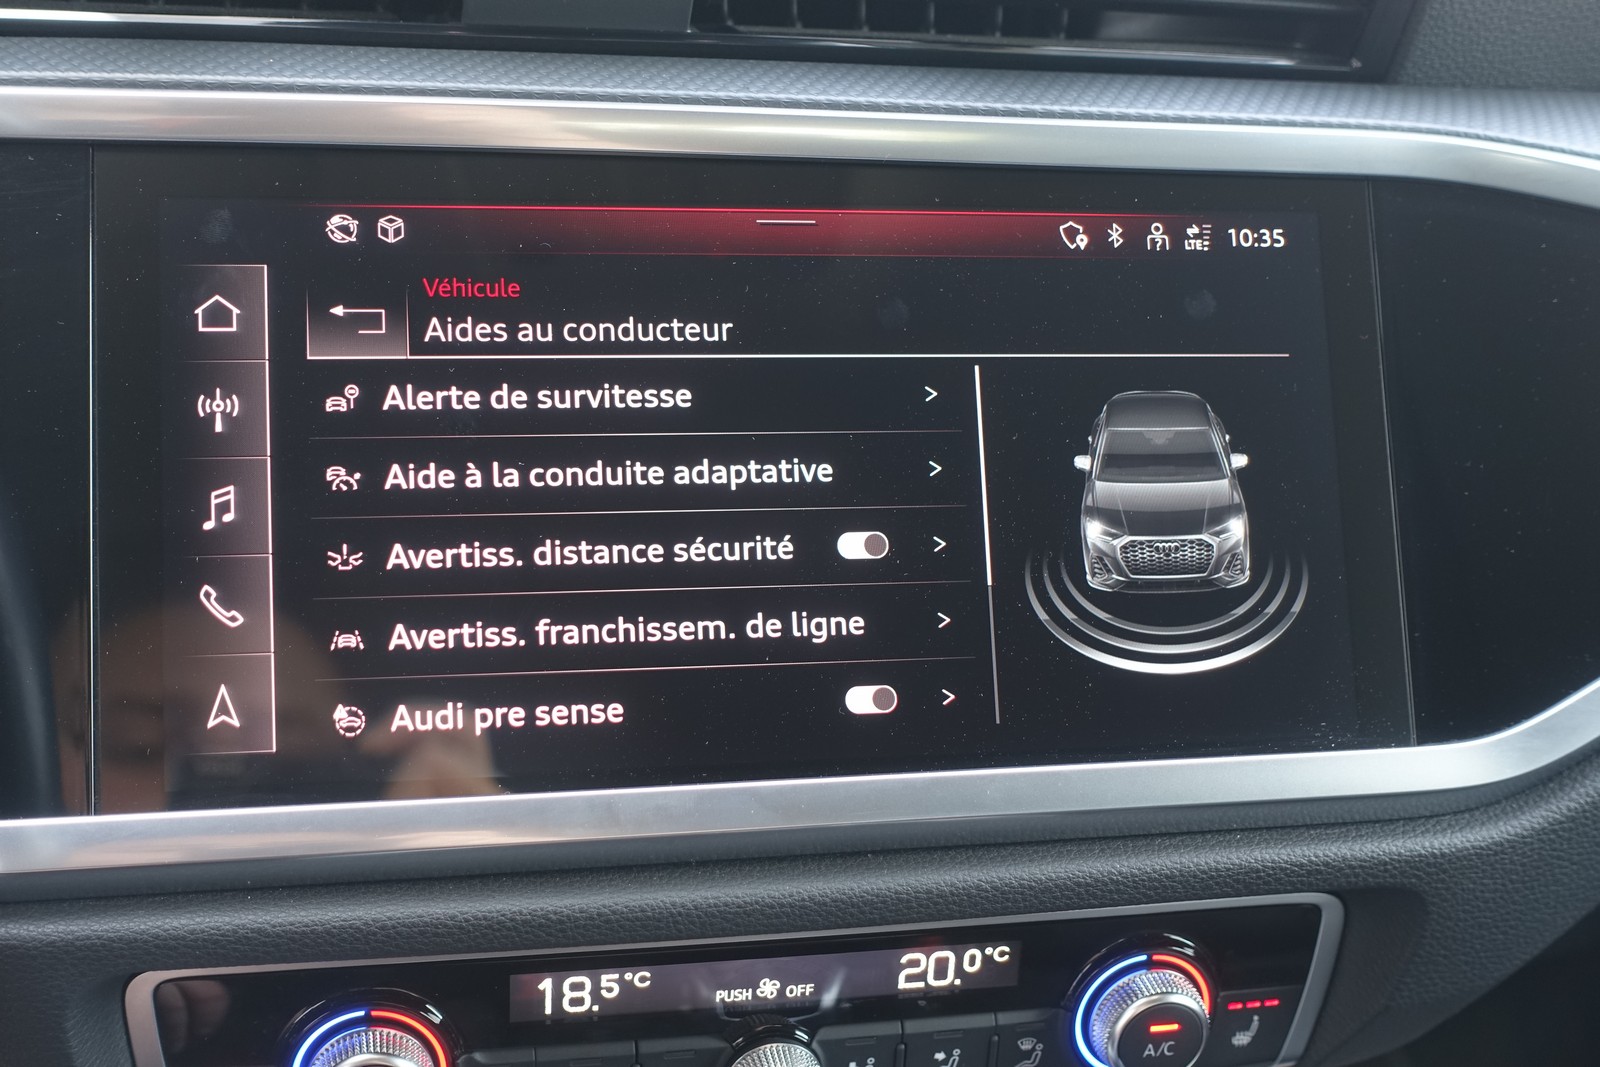 LTE 10:35
Véhicule
Aides au conducteur
Alerte de survitesse
Aide à la conduite adaptative
Avertiss. distance sécurité
Avertiss. franchissem. de ligne
Audi pre sense
18.5°C
PUSH OFF
20.0°C
A/C